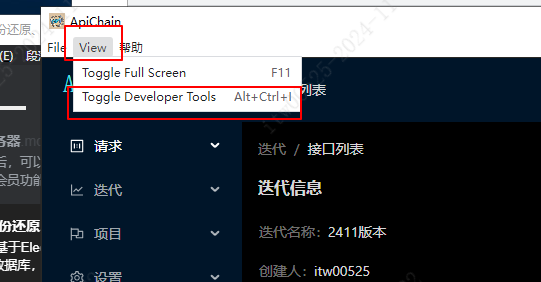 ApiChain
File View 帮助
份还原、
(E) 段
Toggle Full Screen F11
Toggle Developer Tools Alt+Ctrl+I
列表
务器
后，可以
会员功能
请求
迭代 / 接口列表
迭代
迭代信息
份还原
项目
迭代名称： 2411版本
基于Ele
数据库，
设置
创建人： itw00525